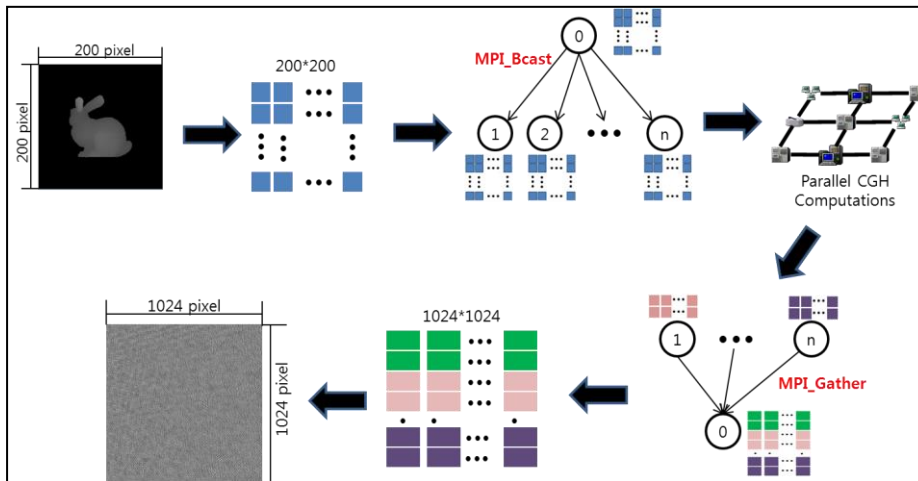 200 pixel
200 pixel
200*200
MPI_Bcast
0
1
2
n
Parallel CGH
Computations
1
n
MPI_Gather
0
1024*1024
1024 pixel
1024 pixel